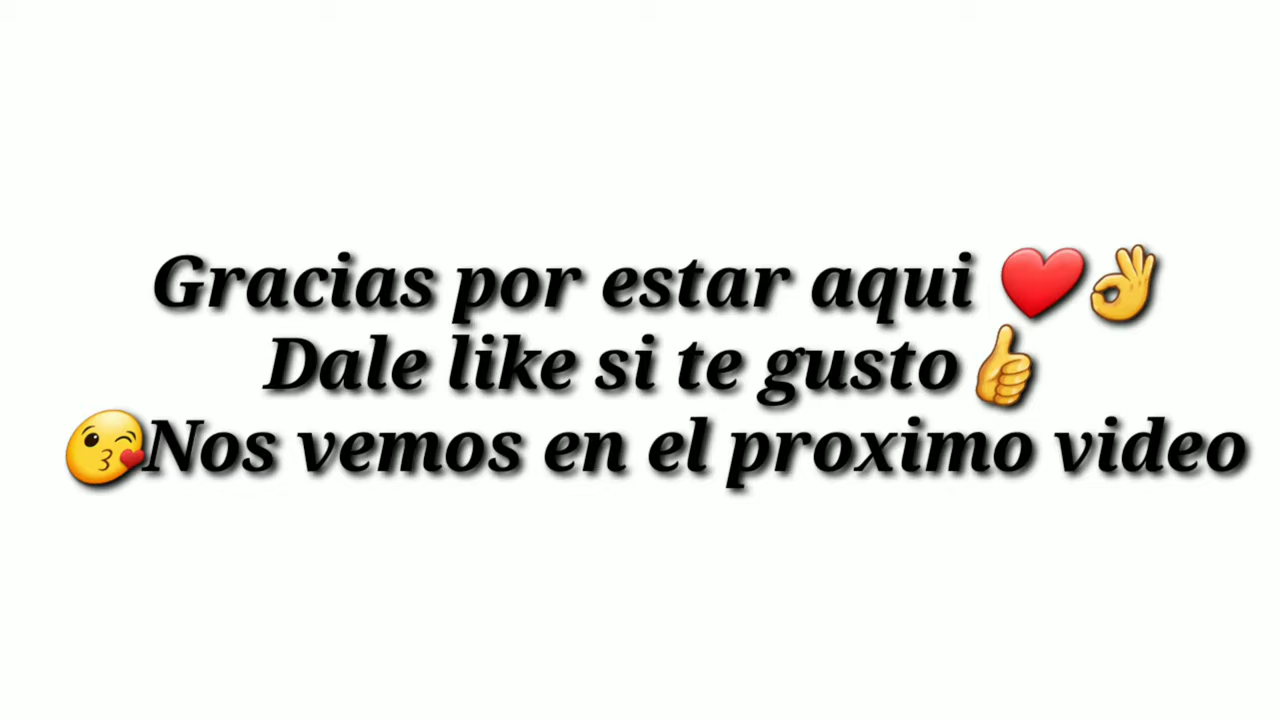 Gracias por estar aqui ❤️👌
Dale like si te gusto👍
😘Nos vemos en el proximo video